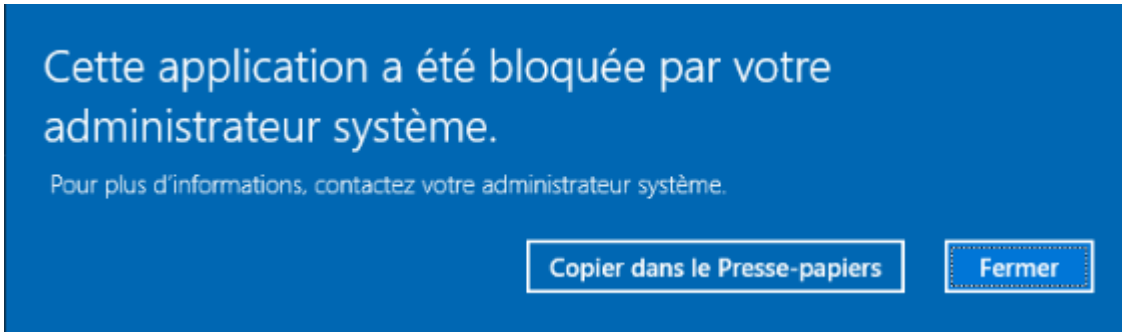 Cette application a été bloquée par votre
administrateur système.
Pour plus d'informations, contactez votre administrateur système.
Copier dans le Presse-papiers
Fermer